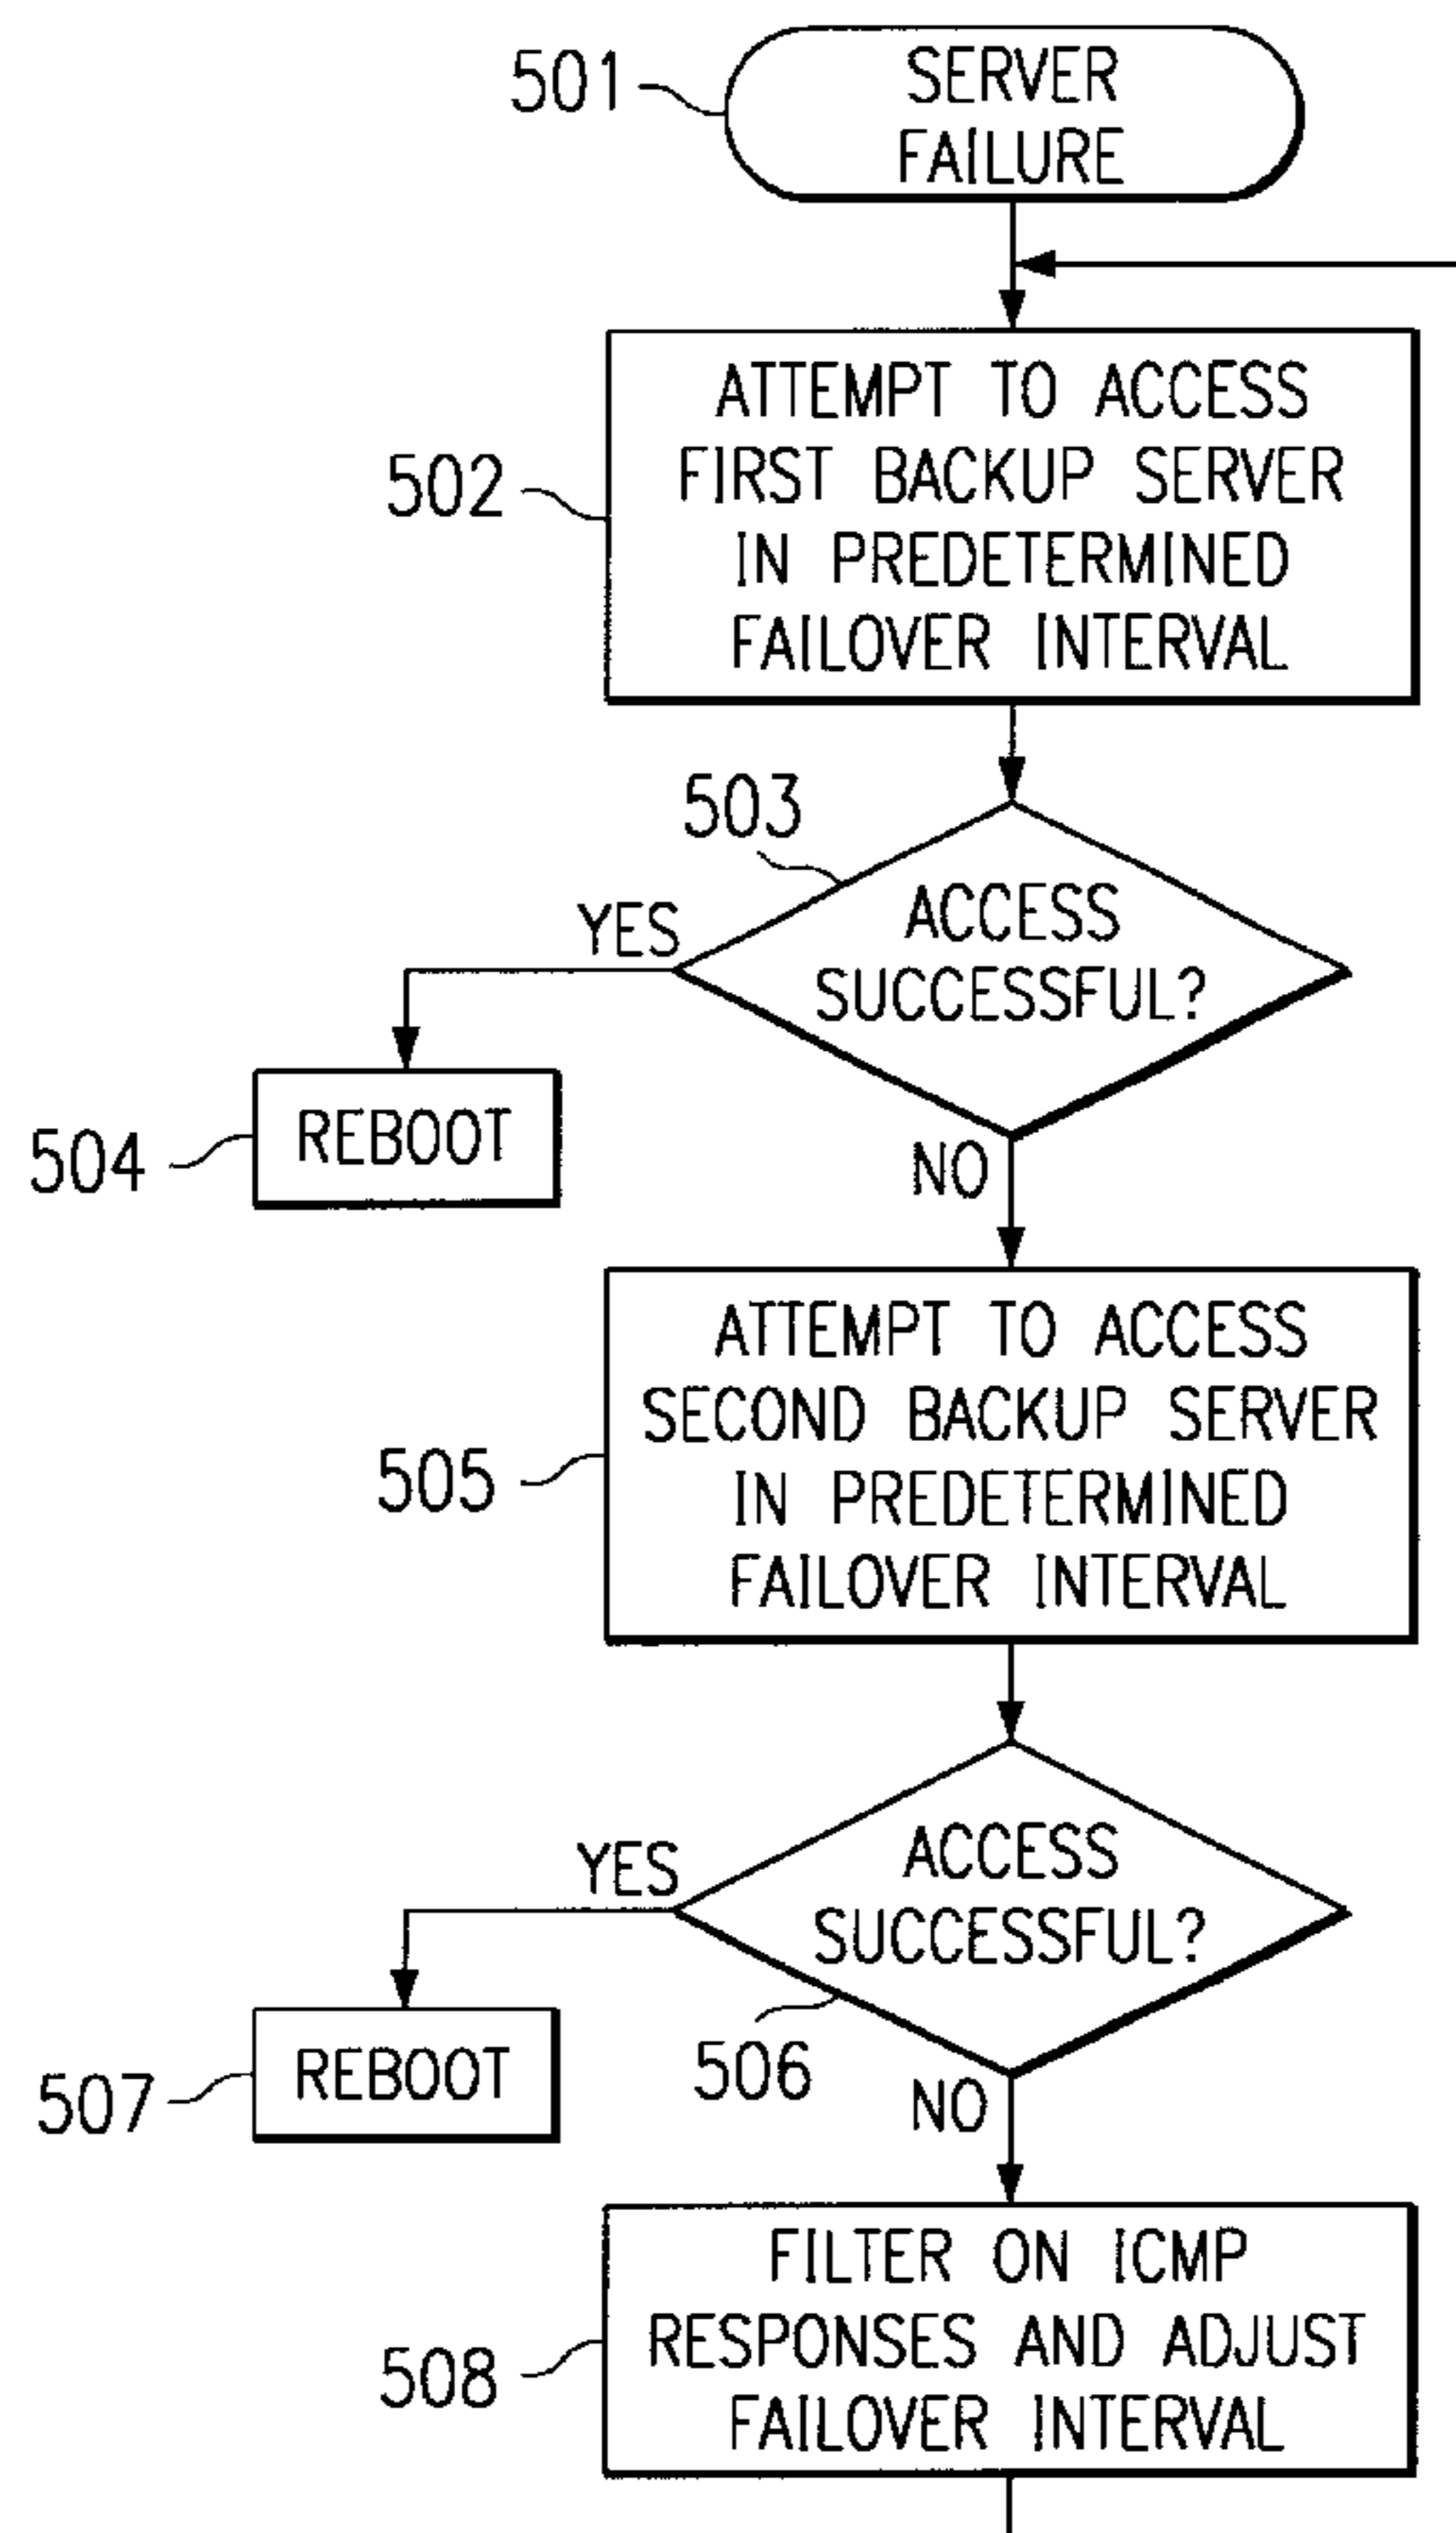 501
SERVER
FAILURE
502
ATTEMPT TO ACCESS
FIRST BACKUP SERVER
IN PREDETERMINED
FAILOVER INTERVAL
503
ACCESS
SUCCESSFUL?
YES
504
REBOOT
NO
505
ATTEMPT TO ACCESS
SECOND BACKUP SERVER
IN PREDETERMINED
FAILOVER INTERVAL
ACCESS
SUCCESSFUL?
YES
506
507
REBOOT
NO
508
FILTER ON ICMP
RESPONSES AND ADJUST
FAILOVER INTERVAL